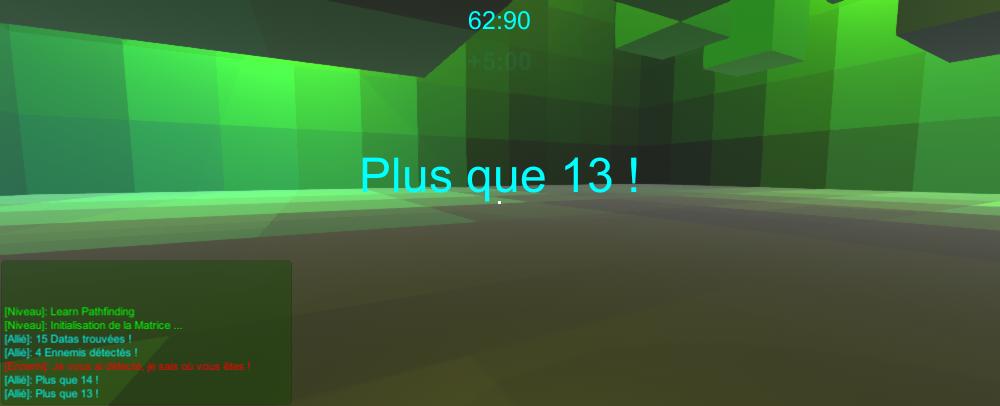 62:90
+5:00
Plus que 13 !
[Niveau]: Learn Pathfinding
[Niveau]: Initialisation de la Matrice ...
[Allié]: 15 Datas trouvées !
[Allié]: 4 Ennemis détectés !
[Ennemi]: Je vous ai détecté, je sais où vous êtes !
[Allié]: Plus que 14 !
[Allié]: Plus que 13 !